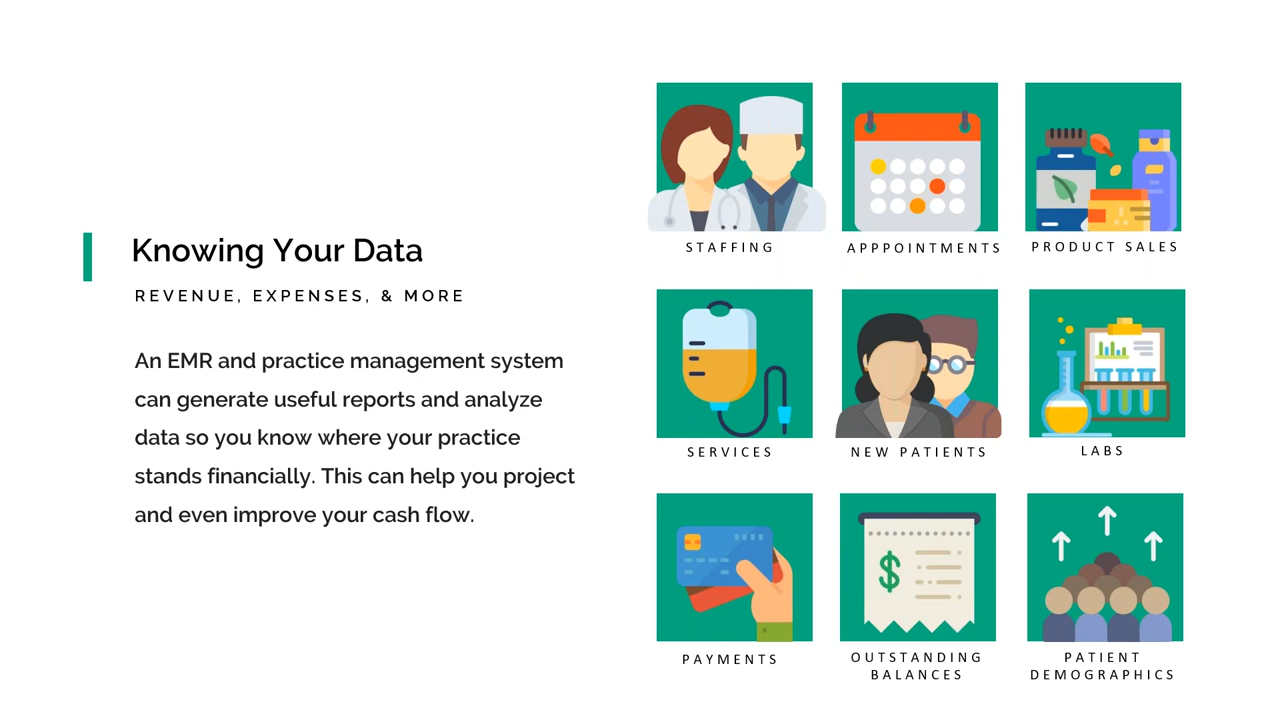 Knowing Your Data
REVENUE, EXPENSES, & MORE
An EMR and practice management system
can generate useful reports and analyze
data so you know where your practice
stands financially. This can help you project
and even improve your cash flow.
STAFFING
APPPOINTMENTS
PRODUCT SALES
SERVICES
NEW PATIENTS
LABS
$
PAYMENTS
OUTSTANDING
BALANCES
PATIENT
DEMOGRAPHICS